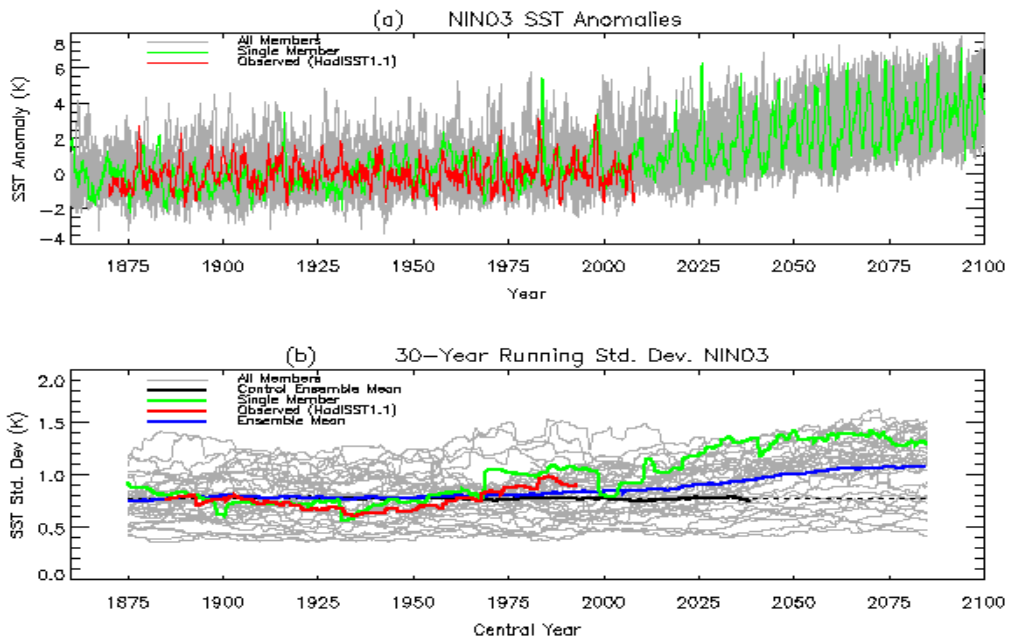 (a) NINO3 SST Anomalies
All Members
Single Member
Observed (HadISST1.1)
SST Anomaly (K)
8
6
4
2
0
−2
−4
1875 1900 1925 1950 1975 2000 2025 2050 2075 2100
Year
(b) 30−Year Running Std. Dev. NINO3
All Members
Control Ensemble Mean
Single Member
Observed (HadISST1.1)
Ensemble Mean
SST Std. Dev (K)
2.0
1.5
1.0
0.5
0.0
1875 1900 1925 1950 1975 2000 2025 2050 2075 2100
Central Year